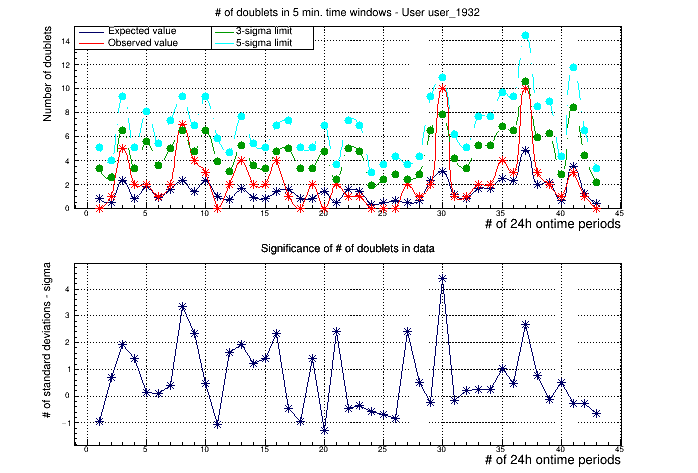 # of doublets in 5 min. time windows - User user_1932
Number of doublets
Expected value
3-sigma limit
Observed value
5-sigma limit
14
12
10
8
6
4
2
0
0 5 10 15 20 25 30 35 40 45
# of 24h ontime periods
Significance of # of doublets in data
# of standard deviations - sigma
4
3
2
1
0
−1
0 5 10 15 20 25 30 35 40 45
# of 24h ontime periods